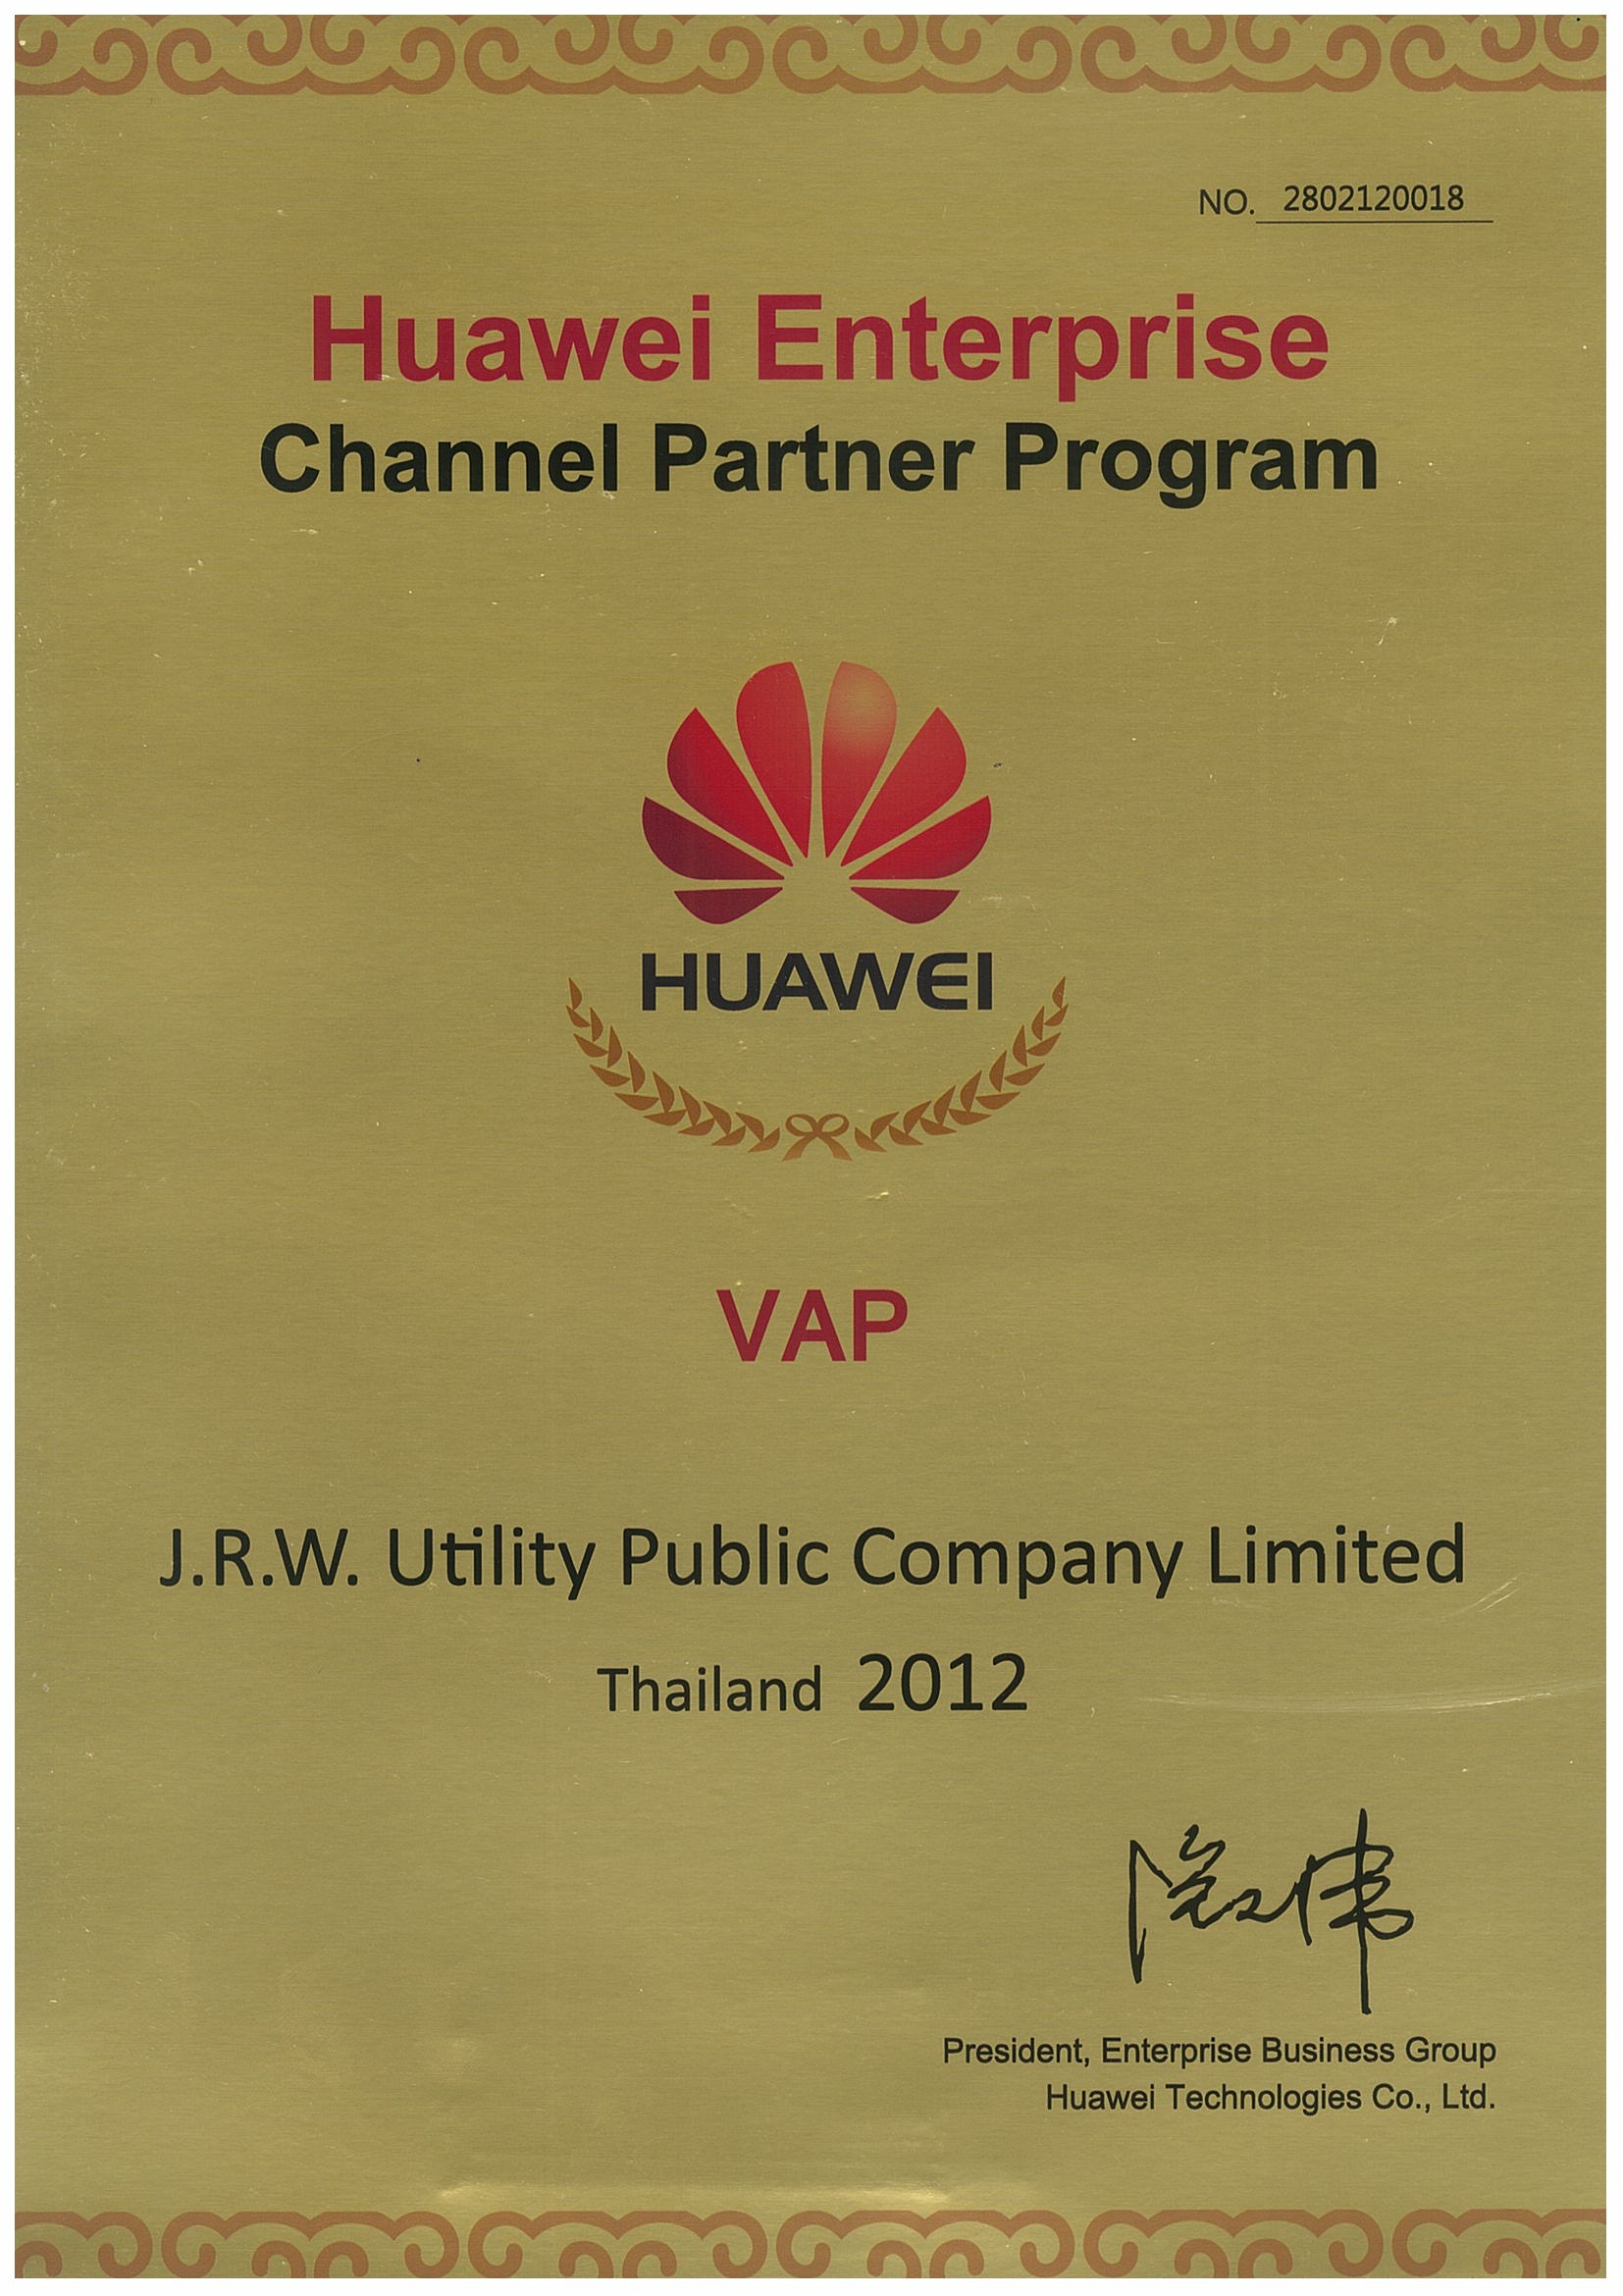 NO. 2802120018
Huawei Enterprise
Channel Partner Program
HUAWEI
VAP
J.R.W. Utility Public Company Limited
Thailand 2012
President, Enterprise Business Group
Huawei Technologies Co., Ltd.